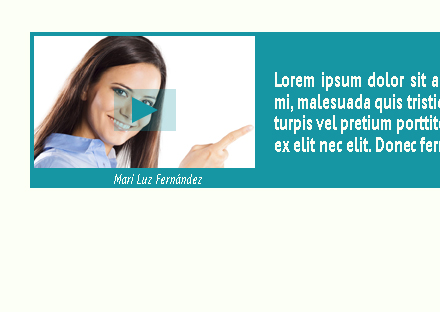 Lorem ipsum dolor sit a
mi, malesuada quis tristi
turpis vel pretium porttit
ex elit nec elit. Donec fer
Mari Luz Fernández